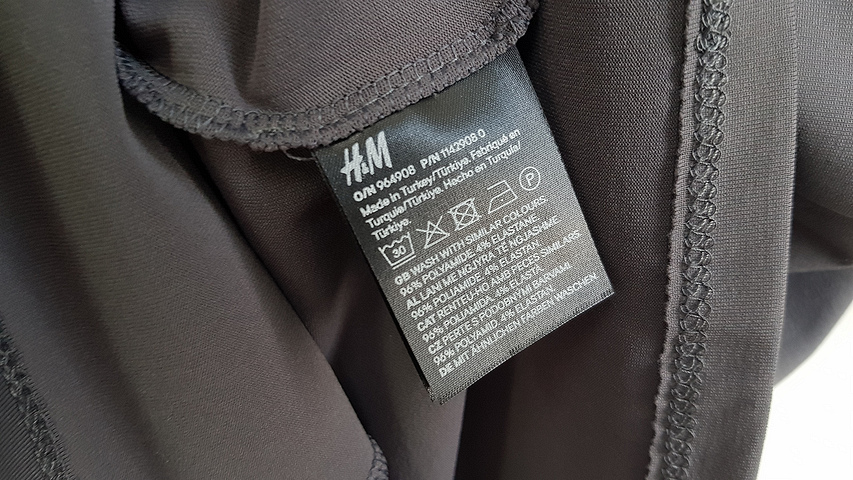 H&M
O/N 964908 P/N 1142908 0
Made in Turkey/Türkiye. Fabriqué en
Turquie/Türkiye. Hecho en Turquía/
Türkiye.
30 P
GB WASH WITH SIMILAR COLOURS.
96% POLYAMIDE. 4% ELASTANE
AL LANI ME NGJYRA TË NGJASHME
96% POLIAMIDE. 4% ELASTAN.
CAT RENTEU-HO AMB PECES SIMILARS
96% POLIAMIDA. 4% ELASTÀ.
CZ PERTE S PODOBNÝMI BARVAMI.
96% POLYAMID. 4% ELASTAN.
DE MIT ÄHNLICHEN FARBEN WASCHEN